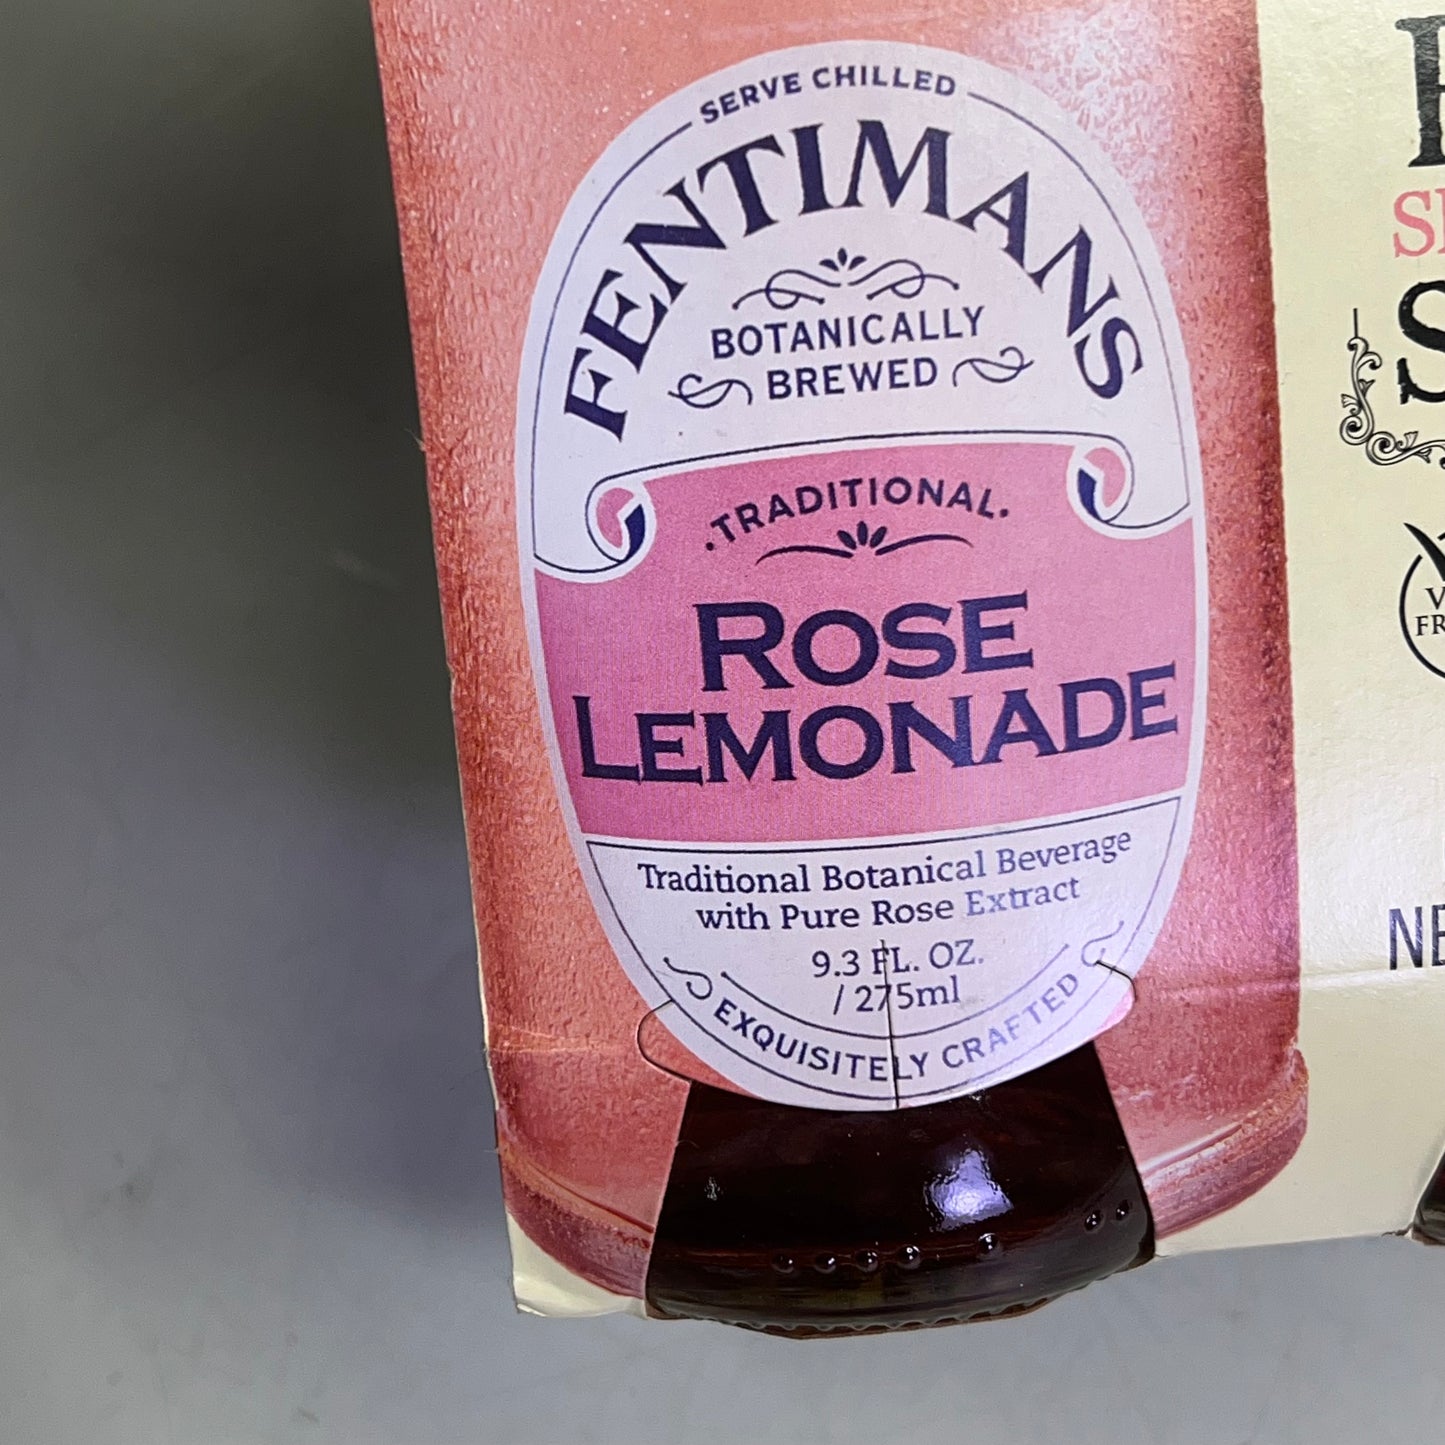 SERVE CHILLED
FENTIMANS
BOTANICALLY
BREWED
·TRADITIONAL·
ROSE
LEMONADE
Traditional Botanical Beverage
with Pure Rose Extract
9.3 FL. OZ.
/ 275ml
EXQUISITELY CRAFTED